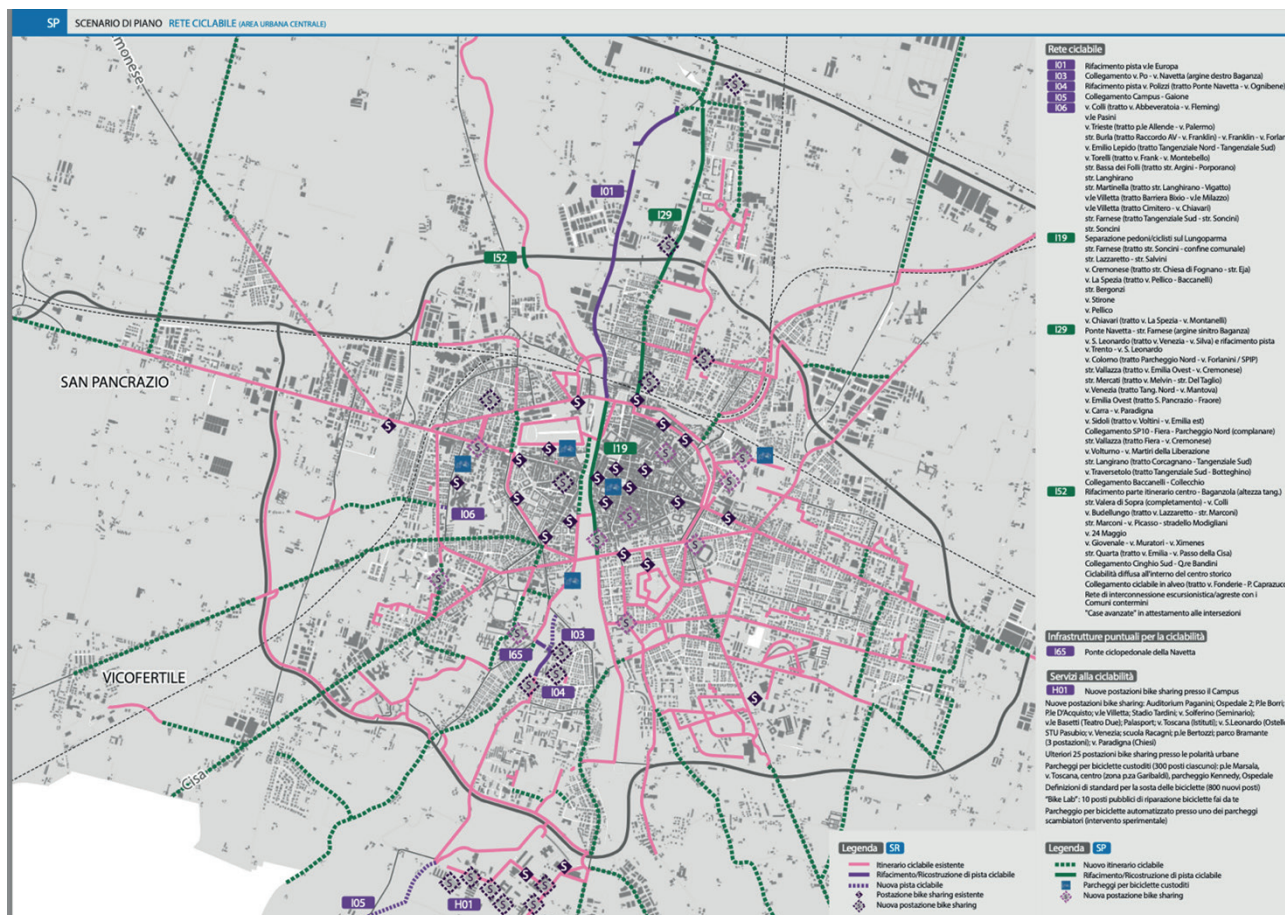 SP SCENARIO DI PIANO RETE CICLABILE (AREA URBANA CENTRALE)
monese
SAN PANCRAZIO
VICOFERTILE
Cisa
I01
I29
I52
I19
I06
I03
I65
I04
I05
H01
Rete ciclabile
I01 Rifacimento pista v.le Europa
I03 Collegamento v. Po - v. Navetta (argine destro Baganza)
I04 Rifacimento pista v. Polizzi (tratto Ponte Navetta - v. Ognibene)
I05 Collegamento Campus - Gaione
I06 v. Colli (tratto v. Abbeveratoia - v. Fleming)
v.le Pasini
v. Trieste (tratto p.le Allende - v. Palermo)
str. Burla (tratto Raccordo AV - v. Franklin) - v. Franklin - v. Forlan
v. Emilio Lepido (tratto Tangenziale Nord - Tangenziale Sud)
v. Torelli (tratto v. Frank - v. Montebello)
str. Bassa dei Folli (tratto str. Argini - Porporano)
str. Langhirano
str. Martinella (tratto str. Langhirano - Vigatto)
v.le Villetta (tratto Barriera Bixio - v.le Milazzo)
v.le Villetta (tratto Cimitero - v. Chiavari)
str. Farnese (tratto Tangenziale Sud - str. Soncini)
str. Soncini
I19 Separazione pedoni/ciclisti sul Lungoparma
str. Farnese (tratto str. Soncini - confine comunale)
str. Lazzaretto - str. Salvini
v. Cremonese (tratto str. Chiesa di Fognano - str. Eja)
v. La Spezia (tratto v. Pellico - Baccanelli)
str. Bergonzi
v. Stirone
v. Pellico
v. Chiavari (tratto v. La Spezia - v. Montanelli)
I29 Ponte Navetta - str. Farnese (argine sinitro Baganza)
v. S. Leonardo (tratto v. Venezia - v. Silva) e rifacimento pista
v. Trento - v. S. Leonardo
v. Colorno (tratto Parcheggio Nord - v. Forlanini / SPIP)
str. Vallazza (tratto v. Emilia Ovest - v. Cremonese)
str. Mercati (tratto v. Melvin - str. Del Taglio)
v. Venezia (tratto Tang. Nord - v. Mantova)
v. Emilia Ovest (tratto S. Pancrazio - Fraore)
v. Carra - v. Paradigna
v. Sidoli (tratto v. Voltini - v. Emilia est)
Collegamento SP10 - Fiera - Parcheggio Nord (complanare)
str. Vallazza (tratto Fiera - v. Cremonese)
v. Volturno - v. Martiri della Liberazione
str. Langirano (tratto Corcagnano - Tangenziale Sud)
v. Traversetolo (tratto Tangenziale Sud - Botteghino)
Collegamento Baccanelli - Collecchio
I52 Rifacimento parte itinerario centro - Baganzola (altezza tang.)
str. Valera di Sopra (completamento) - v. Colli
v. Budellungo (tratto v. Lazzaretto - str. Marconi)
str. Marconi - v. Picasso - stradello Modigliani
v. 24 Maggio
v. Giovenale - v. Muratori - v. Ximenes
str. Quarta (tratto v. Emilia - v. Passo della Cisa)
Collegamento Cinghio Sud - Q.re Bandini
Ciclabilità diffusa all'interno del centro storico
Collegamento ciclabile in alveo (tratto v. Fonderie - P. Caprazuc
Rete di interconnessione escursionistica/agreste con i
Comuni contermini
"Case avanzate" in attestamento alle intersezioni
Infrastrutture puntuali per la ciclabilità
I65 Ponte ciclopedonale della Navetta
Servizi alla ciclabilità
H01 Nuove postazioni bike sharing presso il Campus
Nuove postazioni bike sharing: Auditorium Paganini; Ospedale 2; P.le Borri;
P.le D'Acquisto; v.le Villetta; Stadio Tardini; v. Solferino (Seminario);
v.le Basetti (Teatro Due); Palasport; v. Toscana (Istituti); v. S.Leonardo (Ostell
STU Pasubio; v. Venezia; scuola Racagni; p.le Bertozzi; parco Bramante
(3 postazioni); v. Paradigna (Chiesi)
Ulteriori 25 postazioni bike sharing presso le polarità urbane
Parcheggi per biciclette custoditi (300 posti ciascuno): p.le Marsala,
v. Toscana, centro (zona p.za Garibaldi), parcheggio Kennedy, Ospedale
Definizioni di standard per la sosta delle biciclette (800 nuovi posti)
"Bike Lab": 10 posti pubblici di riparazione biciclette fai da te
Parcheggio per biciclette automatizzato presso uno dei parcheggi
scambiatori (intervento sperimentale)
Legenda SR
Itinerario ciclabile esistente
Rifacimento/Ricostruzione di pista ciclabile
Nuova pista ciclabile
Postazione bike sharing esistente
Nuova postazione bike sharing
Legenda SP
Nuovo itinerario ciclabile
Rifacimento/Ricostruzione di pista ciclabile
Parcheggi per biciclette custoditi
Nuova postazione bike sharing